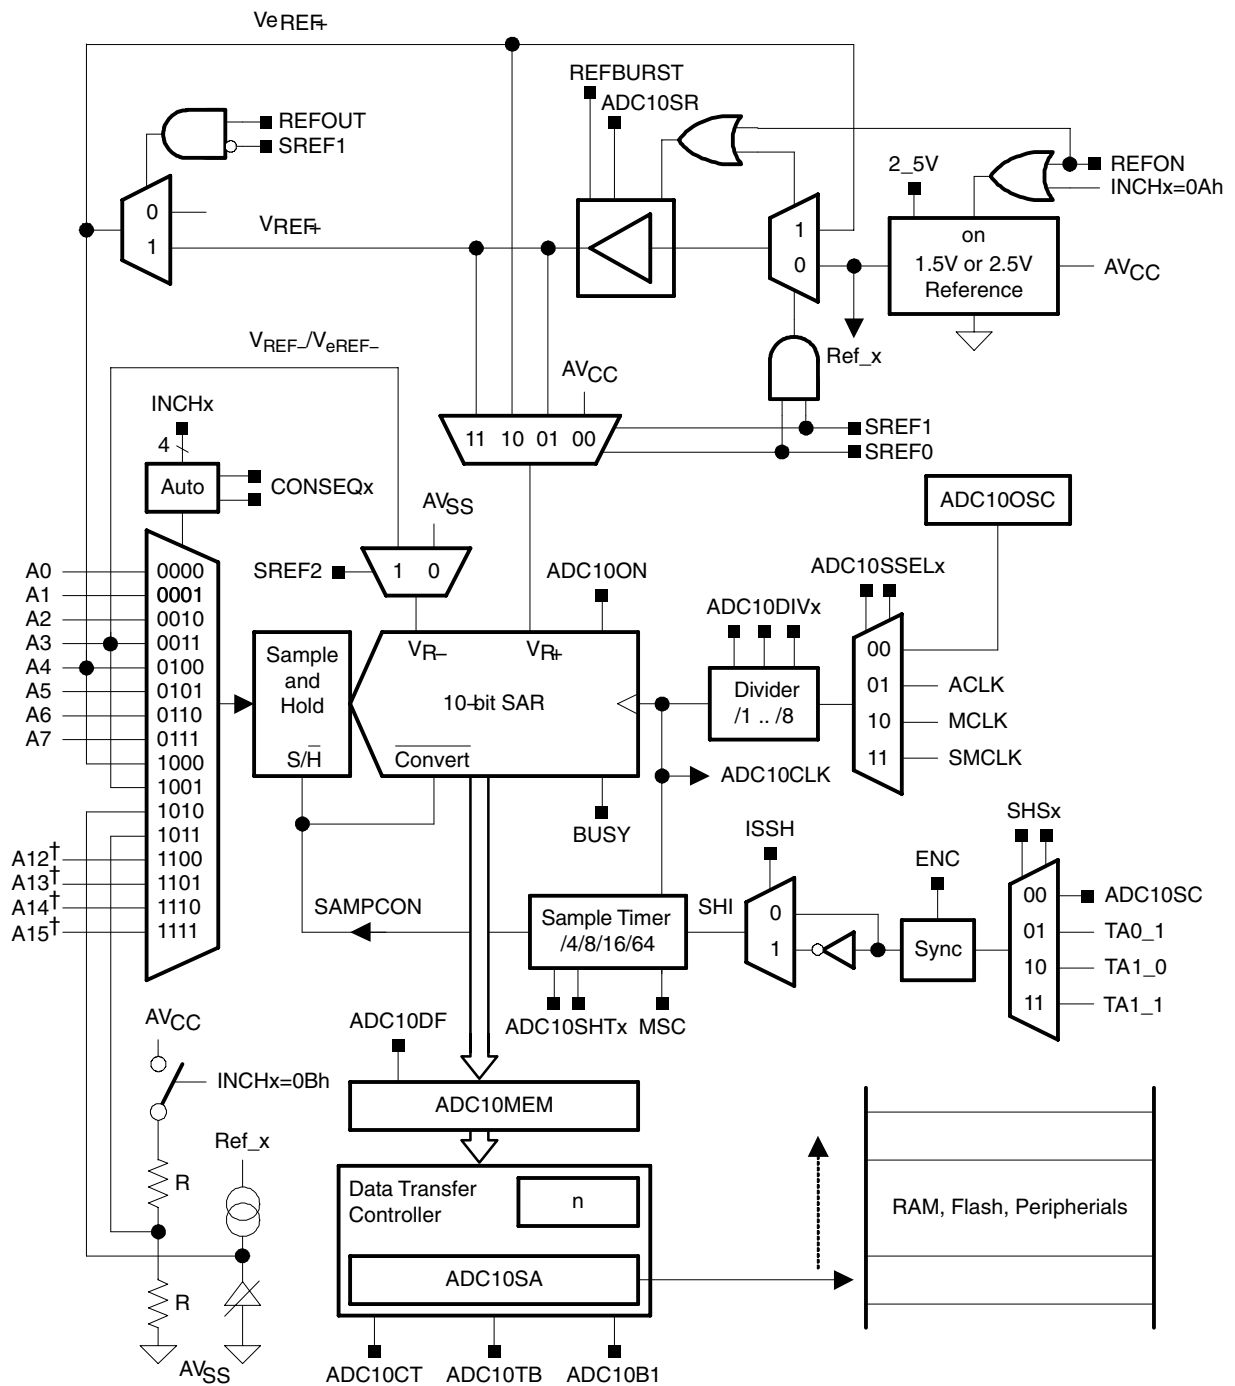 VeREF+
REFBURST
ADC10SR
REFOUT
SREF1
2_5V
REFON
INCHx=0Ah
0
1
VREF+
1
0
on
1.5V or 2.5V
Reference
AVCC
Ref_x
VREF–/VeREF–
AVCC
INCHx
4
11 10 01 00
SREF1
SREF0
Auto
CONSEQx
AVSS
ADC10OSC
SREF2
1 0
ADC10ON
ADC10SSELx
ADC10DIVx
A0 0000
A1 0001
A2 0010
A3 0011
A4 0100
A5 0101
A6 0110
A7 0111
1000
1001
1010
1011
A12† 1100
A13† 1101
A14† 1110
A15† 1111
Sample
and
Hold
S/H̅
VR–
VR+
10–bit SAR
Convert
BUSY
Divider
/1 .. /8
00
01
10
11
ACLK
MCLK
SMCLK
ADC10CLK
ISSH
ENC
SHSx
SAMPCON
Sample Timer
/4/8/16/64
SHI
0
1
Sync
00
01
10
11
ADC10SC
TA0_1
TA1_0
TA1_1
ADC10DF
ADC10SHTx
MSC
AVCC
INCHx=0Bh
ADC10MEM
Ref_x
R
R
AVSS
Data Transfer
Controller
n
ADC10SA
RAM, Flash, Peripherials
ADC10CT
ADC10TB
ADC10B1